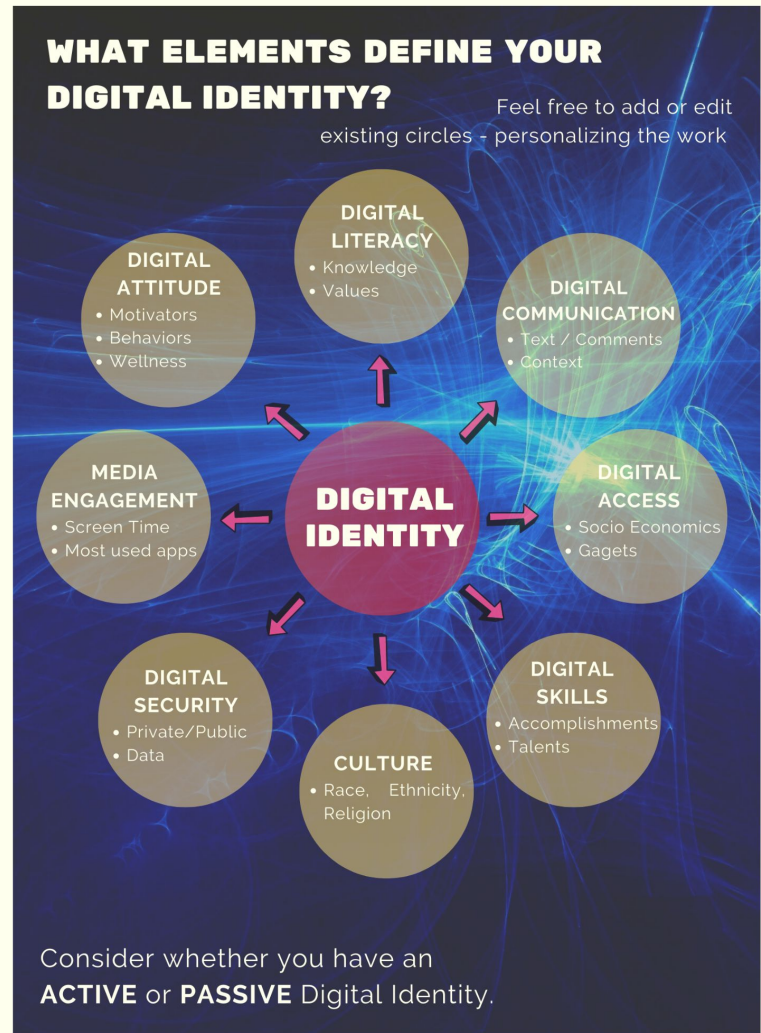 WHAT ELEMENTS DEFINE YOUR
DIGITAL IDENTITY?
Feel free to add or edit
existing circles - personalizing the work
DIGITAL
LITERACY
• Knowledge
• Values
DIGITAL
ATTITUDE
• Motivators
• Behaviors
• Wellness
DIGITAL
COMMUNICATION
• Text / Comments
• Context
MEDIA
ENGAGEMENT
• Screen Time
• Most used apps
DIGITAL
IDENTITY
DIGITAL
ACCESS
• Socio Economics
• Gagets
DIGITAL
SECURITY
• Private/Public
• Data
DIGITAL
SKILLS
• Accomplishments
• Talents
CULTURE
• Race, Ethnicity,
Religion
Consider whether you have an
ACTIVE or PASSIVE Digital Identity.